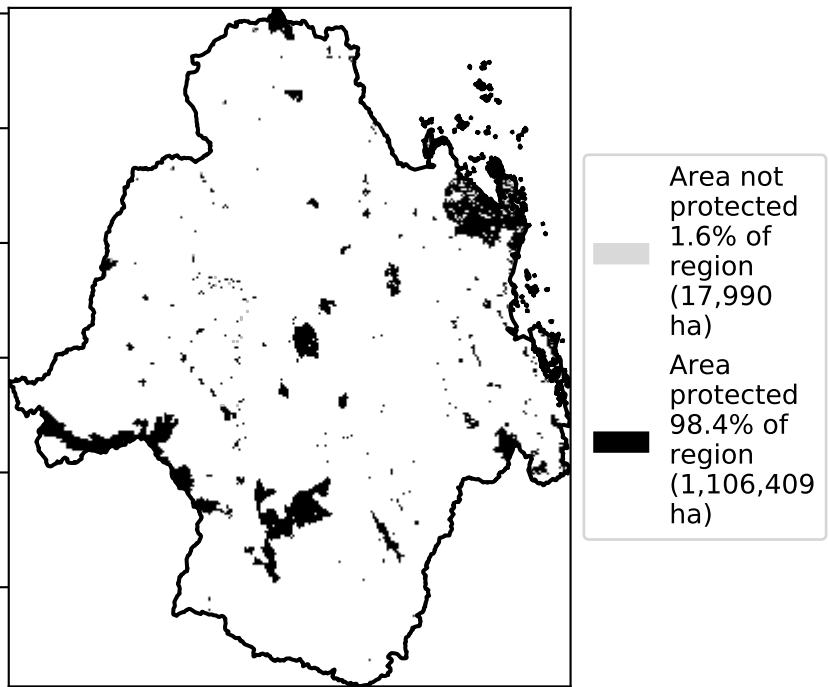 Area not
protected
1.6% of
region
(17,990
ha)
Area
protected
98.4% of
region
(1,106,409
ha)